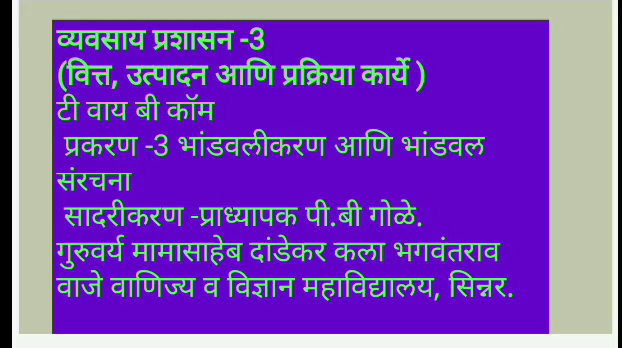 व्यवसाय प्रशासन -3
(वित्त, उत्पादन आणि प्रक्रिया कार्ये )
टी वाय बी कॉम
प्रकरण -3 भांडवलीकरण आणि भांडवल
संरचना
सादरीकरण -प्राध्यापक पी.बी गोळे.
गुरुवर्य मामासाहेब दांडेकर कला भगवंतराव
वाजे वाणिज्य व विज्ञान महाविद्यालय, सिन्नर.